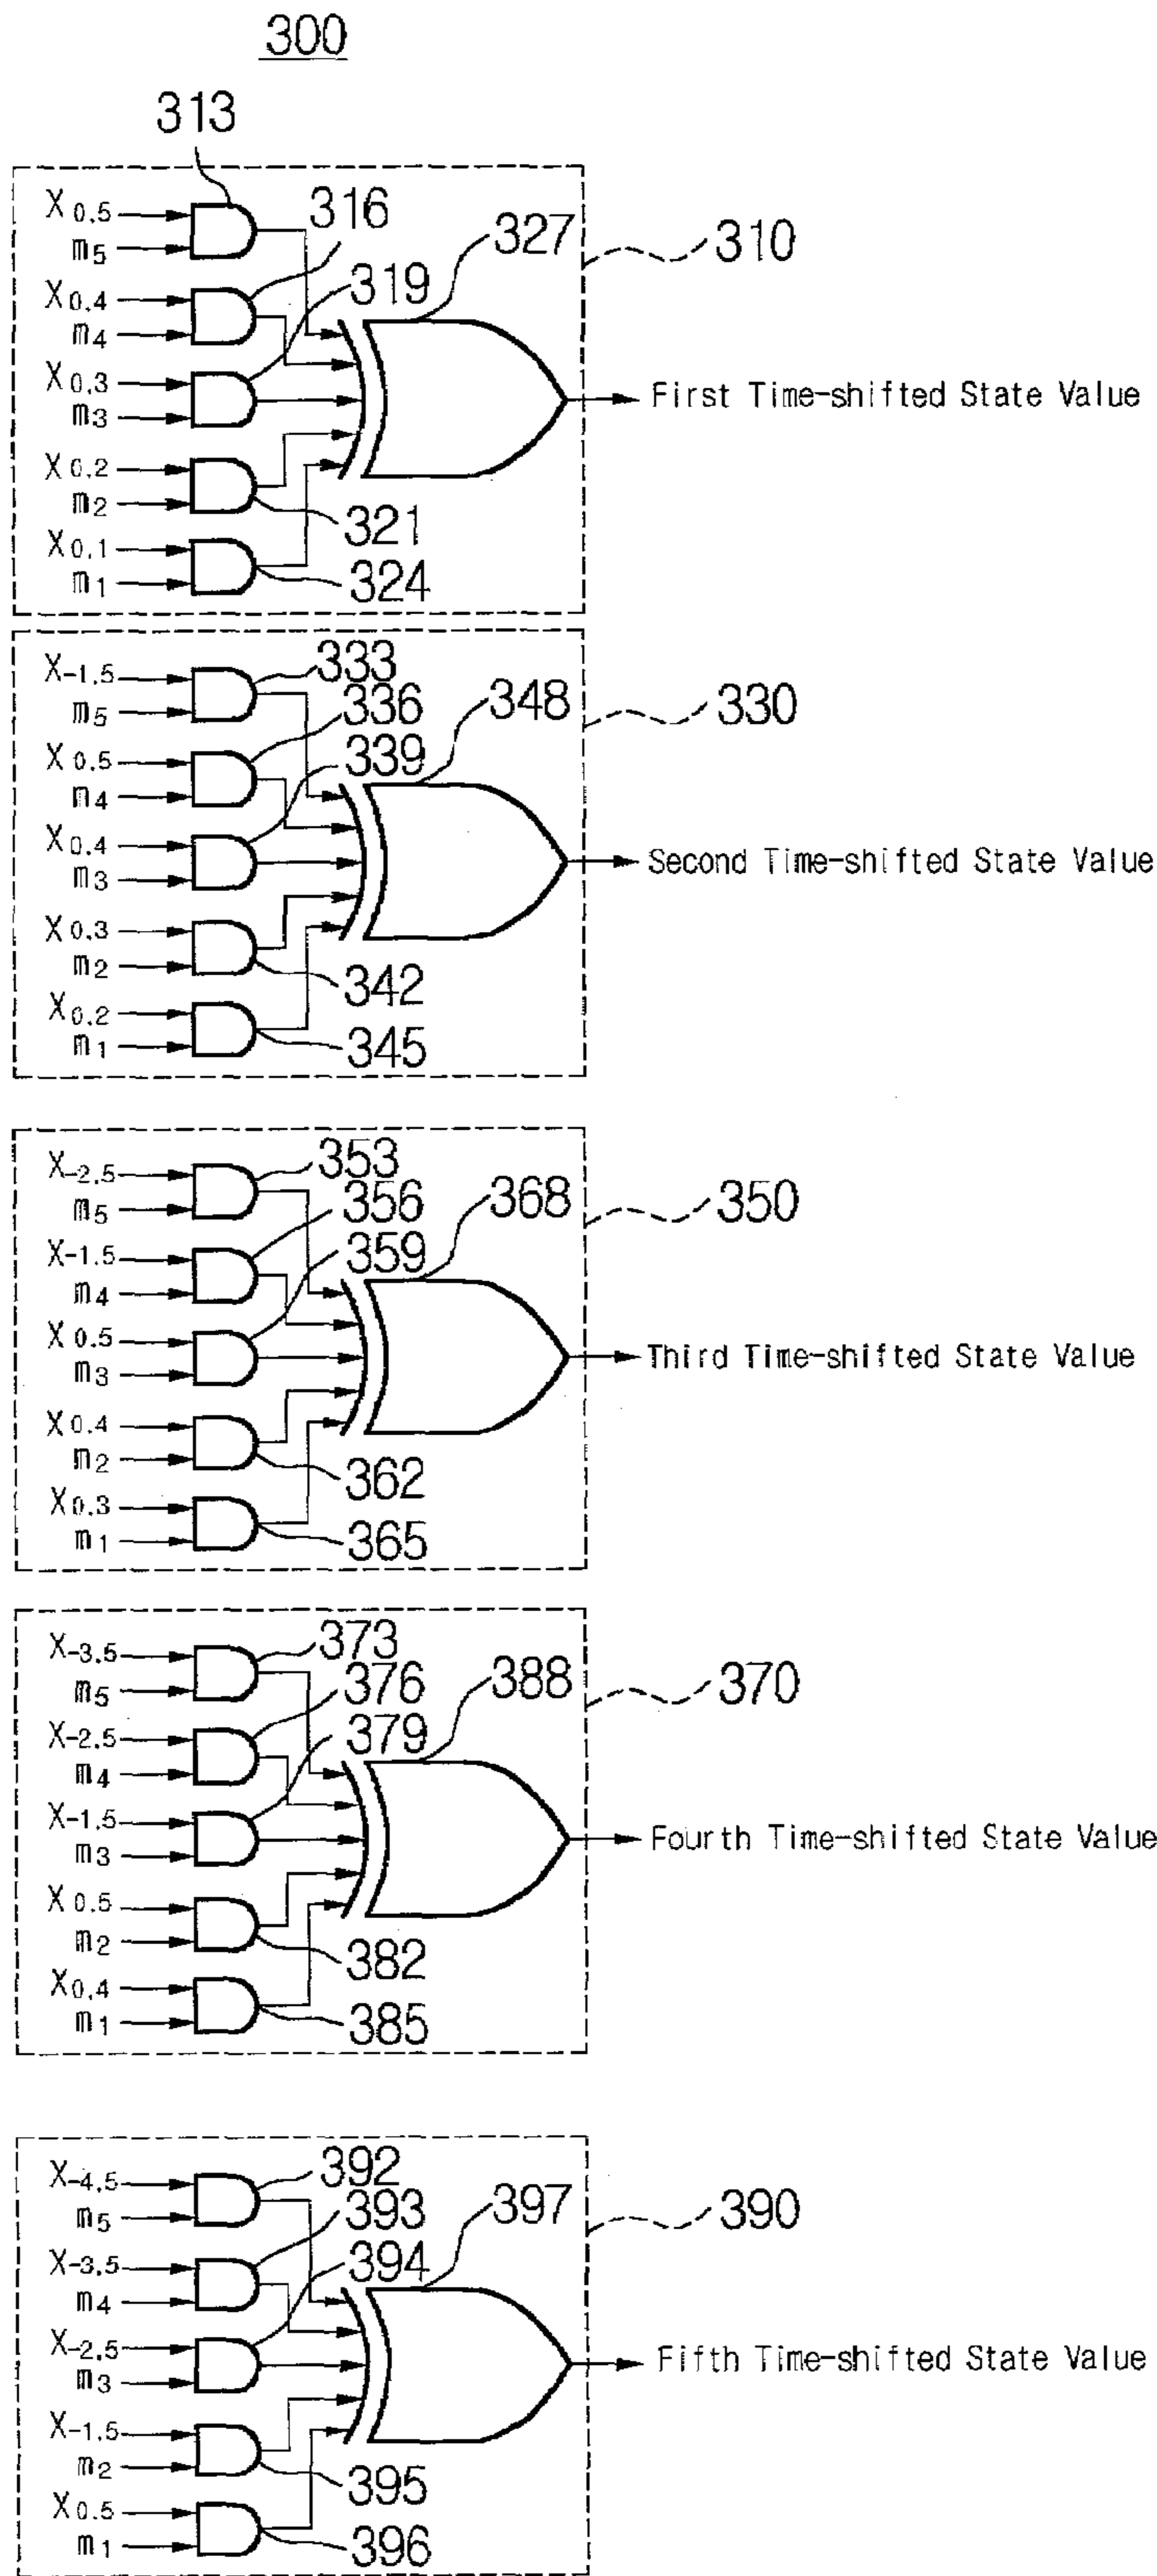 300
313
X0,5
316
m5
327
310
X0,4
319
m4
X0,3
First Time-shifted State Value
m3
X0,2
m2
321
X0,1
m1
324
X-1,5
333
m5
336
348
330
X0,5
339
m4
X0,4
Second Time-shifted State Value
m3
X0,3
m2
342
X0,2
m1
345
X-2,5
353
m5
356
368
350
X-1,5
359
m4
X0,5
Third Time-shifted State Value
m3
X0,4
m2
362
X0,3
m1
365
X-3,5
373
m5
376
388
370
X-2,5
379
m4
X-1,5
Fourth Time-shifted State Value
m3
X0,5
m2
382
X0,4
m1
385
X-4,5
392
m5
393
397
390
X-3,5
394
m4
X-2,5
Fifth Time-shifted State Value
m3
X-1,5
m2
395
X0,5
m1
396